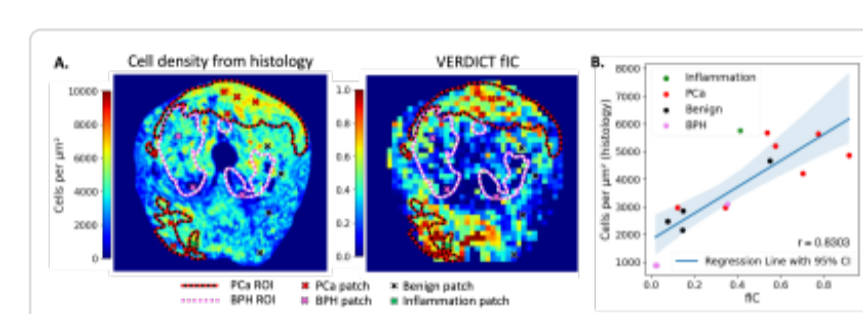 A.
Cell density from histology
VERDICT fIC
Cells per μm²
10000
8000
6000
4000
2000
0
1.0
0.8
0.6
0.4
0.2
0.0
PCa ROI
PCa patch
Benign patch
BPH ROI
BPH patch
Inflammation patch
B.
Cells per μm² (histology)
8000
7000
6000
5000
4000
3000
2000
1000
Inflammation
PCa
Benign
BPH
r = 0.8303
Regression Line with 95% CI
0.0
0.2
0.4
0.6
0.8
fIC